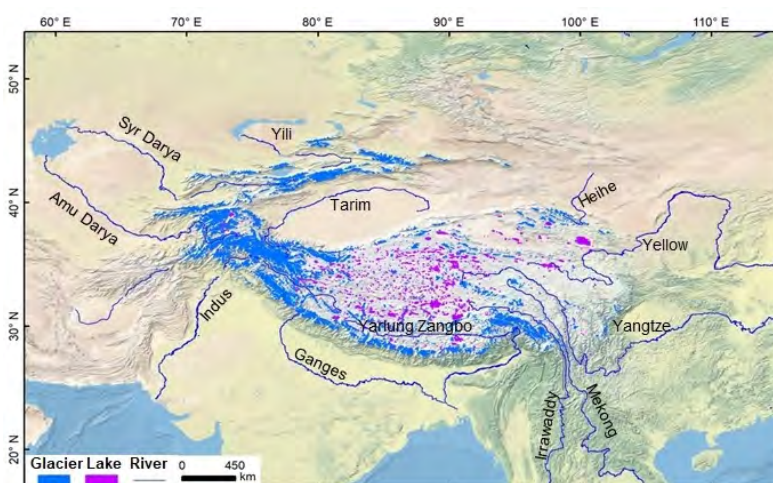 60° E 70° E 80° E 90° E 100° E 110° E
50° N
40° N
30° N
20° N
Syr Darya
Yili
Amu Darya
Tarim
Heihe
Yellow
Indus
Yarlung Zangbo
Yangtze
Ganges
Irrawaddy
Mekong
Glacier Lake River 0 450
km